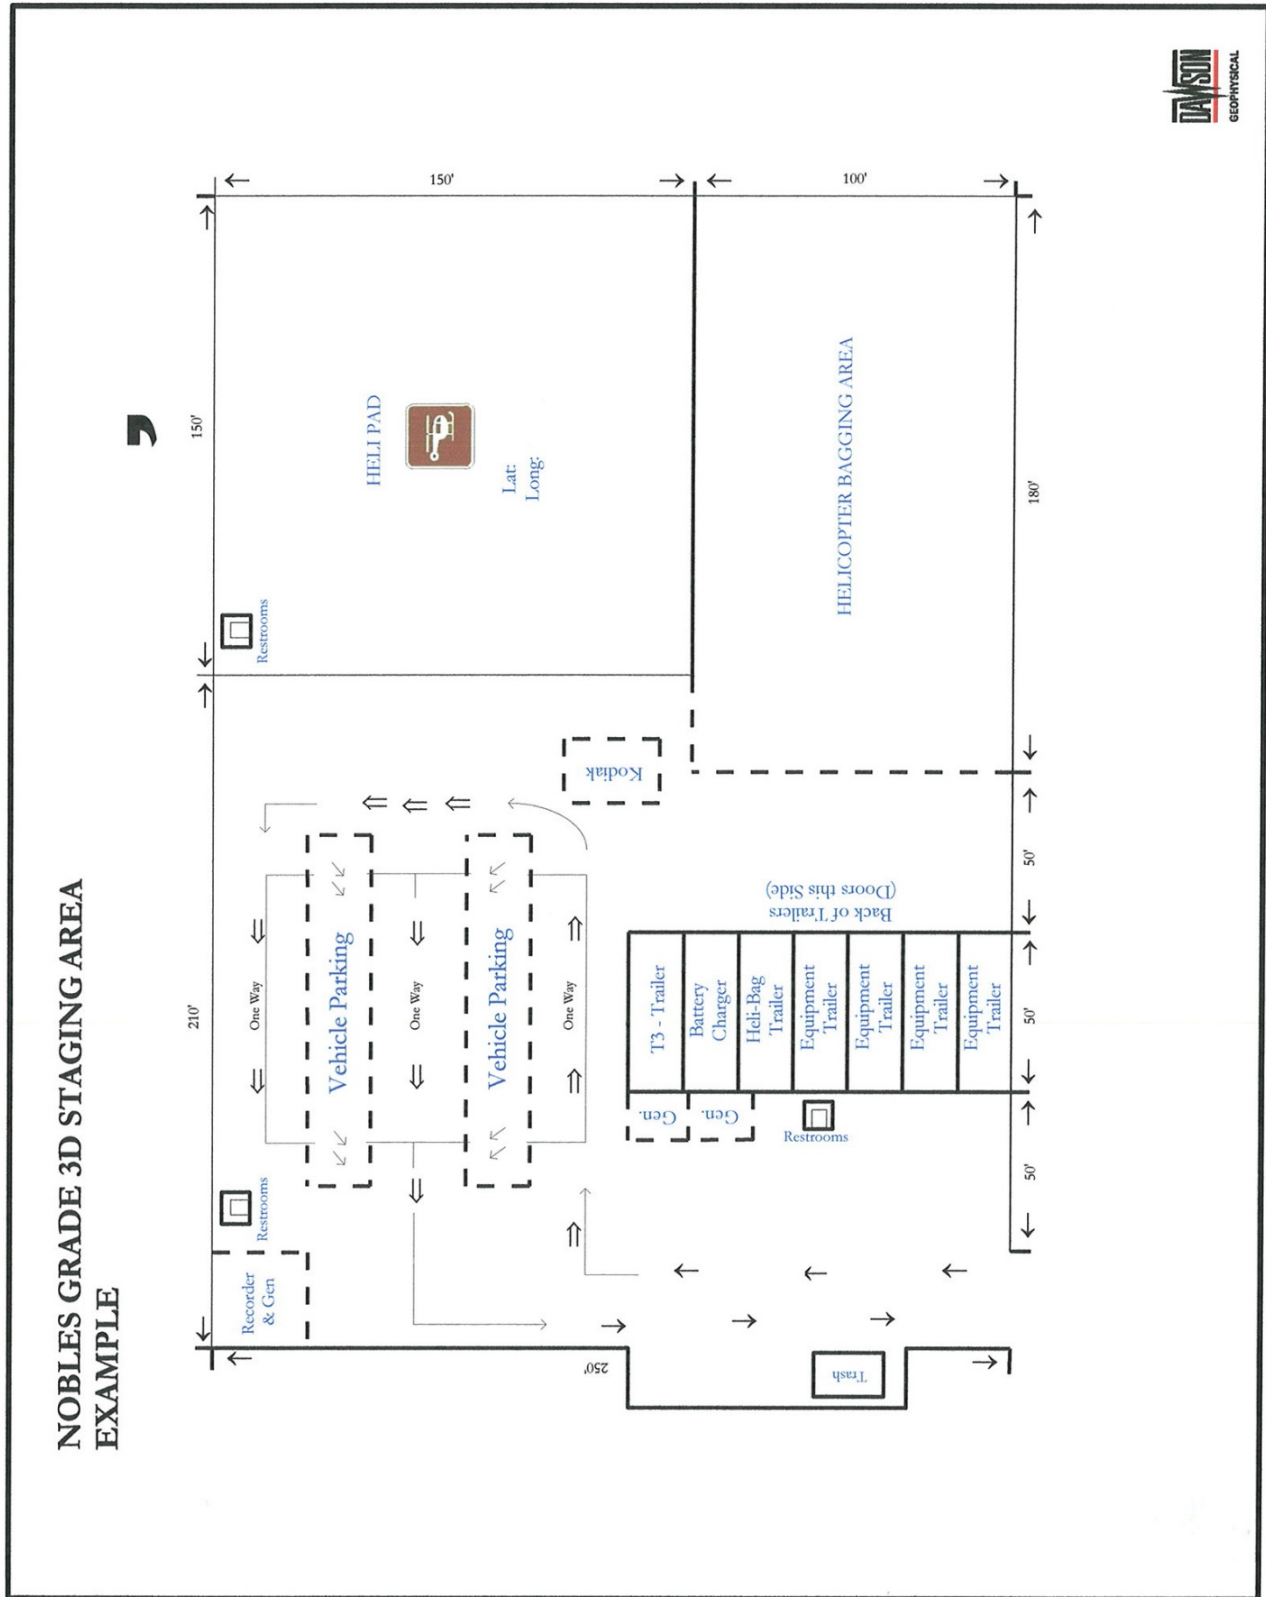 NOBLES GRADE 3D STAGING AREA
EXAMPLE
210'
150'
Recorder
& Gen
Restrooms
Restrooms
One Way
Vehicle Parking
One Way
Vehicle Parking
One Way
HELI PAD
Lat:
Long:
150'
Kodiak
250'
Trash
Gen.
Gen.
Restrooms
T3 - Trailer
Battery
Charger
Heli-Bag
Trailer
Equipment
Trailer
Equipment
Trailer
Equipment
Trailer
Equipment
Trailer
Back of Trailers
(Doors this Side)
HELICOPTER BAGGING AREA
100'
50'
50'
50'
180'
DAWSON
GEOPHYSICAL